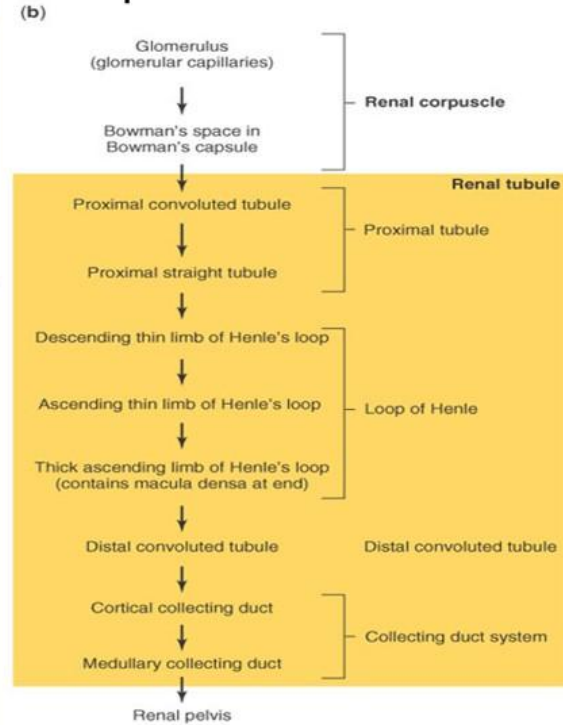 (b)
Glomerulus
(glomerular capillaries)
Renal corpuscle
Bowman's space in
Bowman's capsule
Renal tubule
Proximal convoluted tubule
Proximal tubule
Proximal straight tubule
Descending thin limb of Henle's loop
Ascending thin limb of Henle's loop
Loop of Henle
Thick ascending limb of Henle's loop
(contains macula densa at end)
Distal convoluted tubule
Distal convoluted tubule
Cortical collecting duct
Collecting duct system
Medullary collecting duct
Renal pelvis